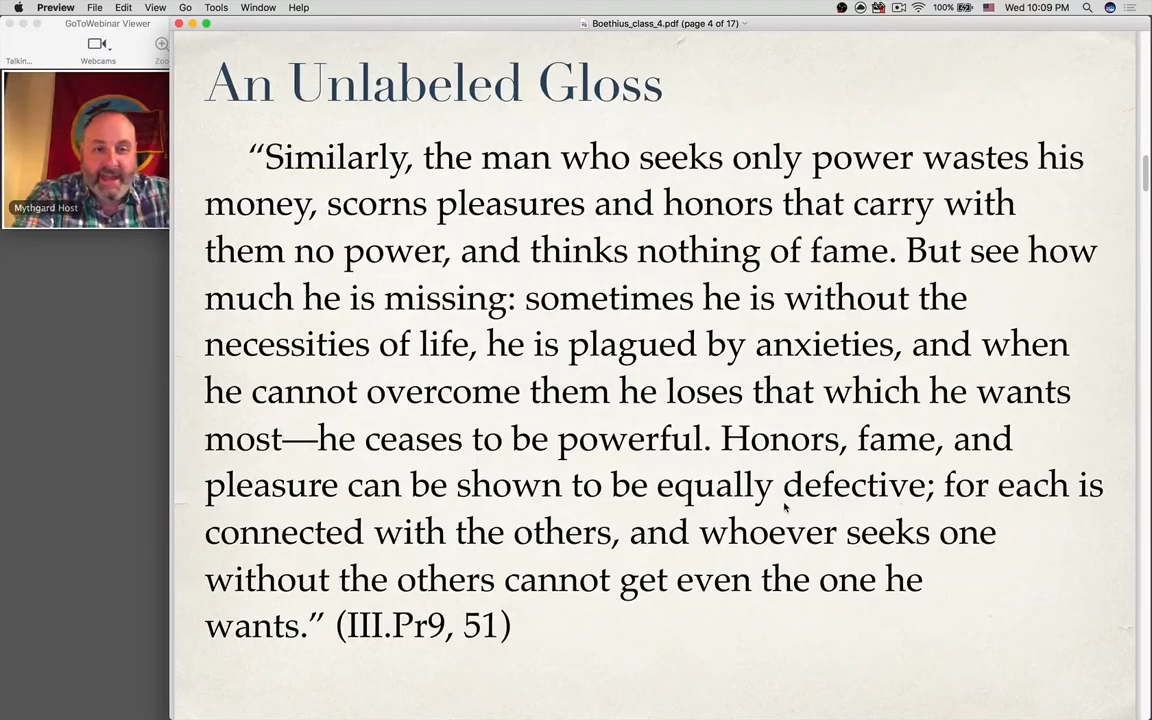 Preview File Edit View Go Tools Window Help
100% Wed 10:09 PM
GoToWebinar Viewer
Boethius_class_4.pdf (page 4 of 17)
Talkin... Webcams Zoo
Mythgard Host
An Unlabeled Gloss
“Similarly, the man who seeks only power wastes his
money, scorns pleasures and honors that carry with
them no power, and thinks nothing of fame. But see how
much he is missing: sometimes he is without the
necessities of life, he is plagued by anxieties, and when
he cannot overcome them he loses that which he wants
most—he ceases to be powerful. Honors, fame, and
pleasure can be shown to be equally defective; for each is
connected with the others, and whoever seeks one
without the others cannot get even the one he
wants.” (III.Pr9, 51)